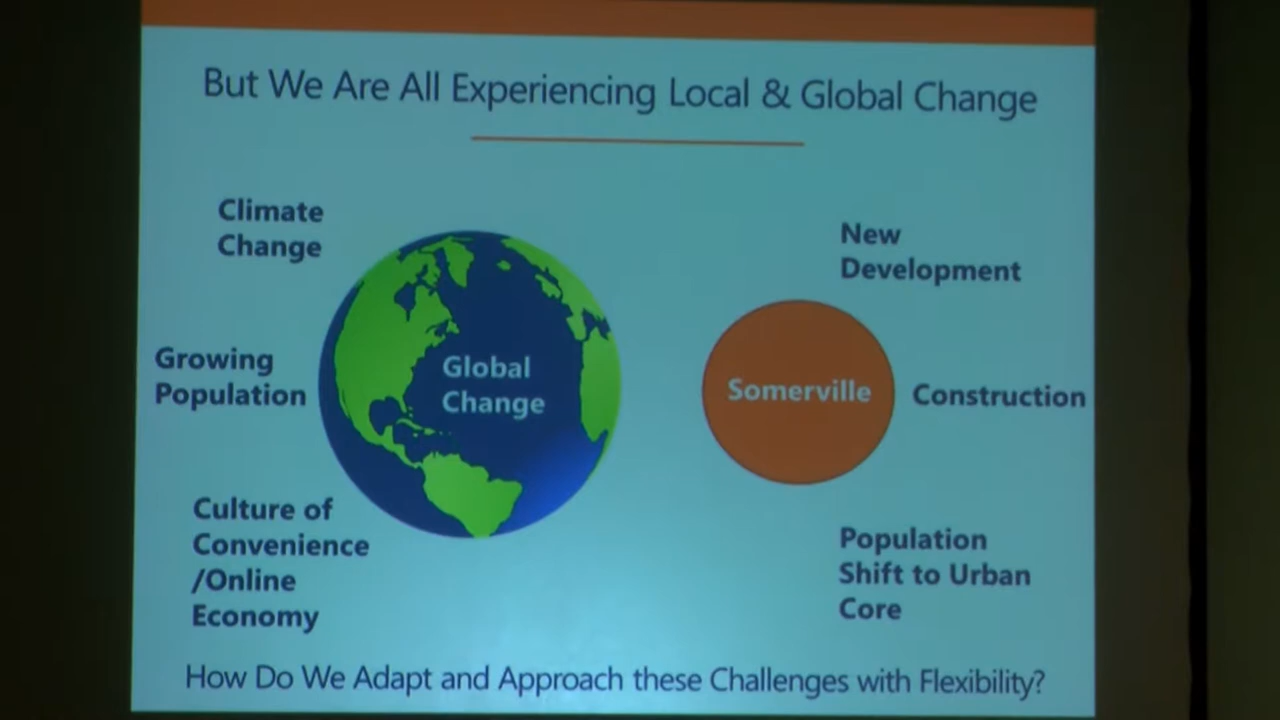 But We Are All Experiencing Local & Global Change
Climate
Change
Growing
Population
Culture of
Convenience
/Online
Economy
Global
Change
New
Development
Somerville
Construction
Population
Shift to Urban
Core
How Do We Adapt and Approach these Challenges with Flexibility?